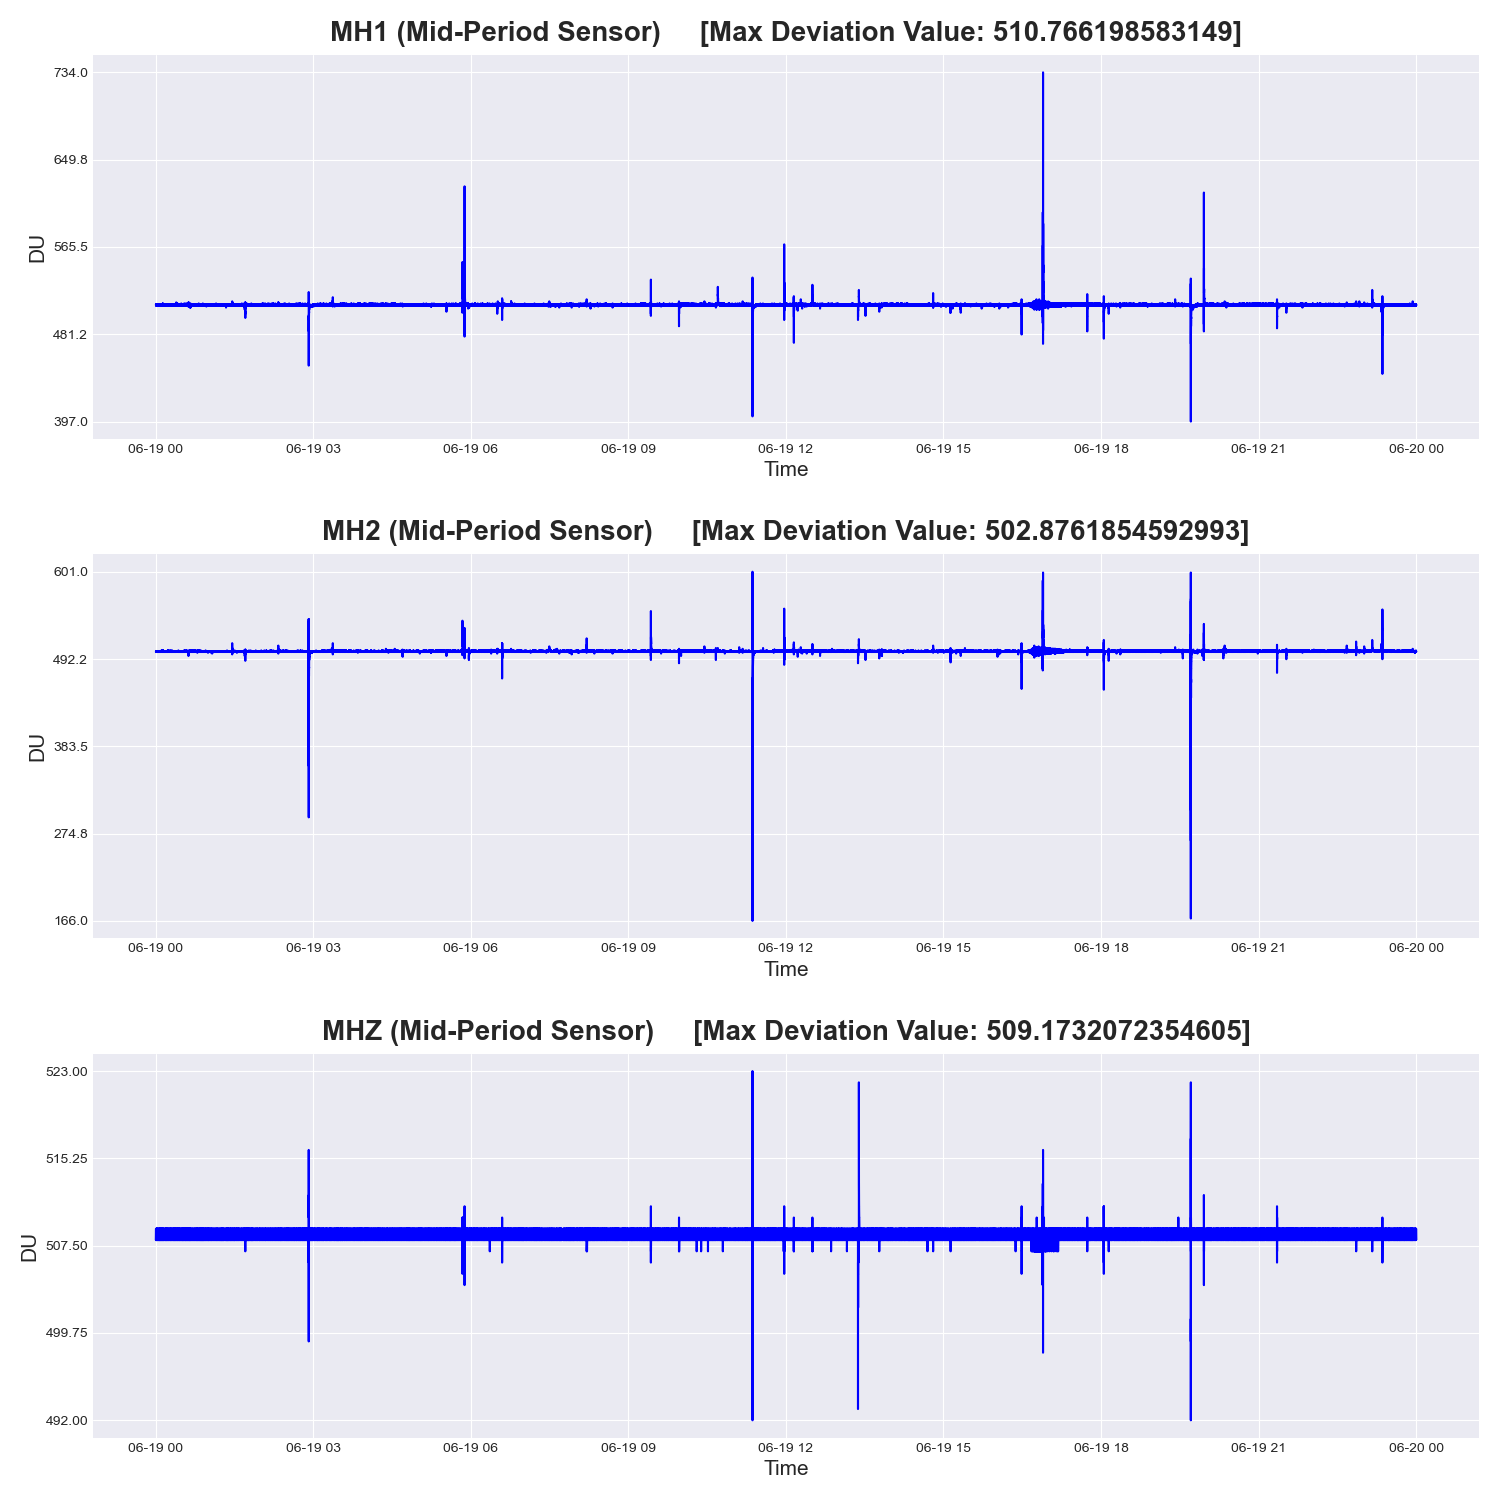 MH1 (Mid-Period Sensor) [Max Deviation Value: 510.766198583149]
734.0
649.8
565.5
481.2
397.0
DU
06-19 00 06-19 03 06-19 06 06-19 09 06-19 12 06-19 15 06-19 18 06-19 21 06-20 00
Time
MH2 (Mid-Period Sensor) [Max Deviation Value: 502.8761854592993]
601.0
492.2
383.5
274.8
166.0
DU
06-19 00 06-19 03 06-19 06 06-19 09 06-19 12 06-19 15 06-19 18 06-19 21 06-20 00
Time
MHZ (Mid-Period Sensor) [Max Deviation Value: 509.1732072354605]
523.00
515.25
507.50
499.75
492.00
DU
06-19 00 06-19 03 06-19 06 06-19 09 06-19 12 06-19 15 06-19 18 06-19 21 06-20 00
Time